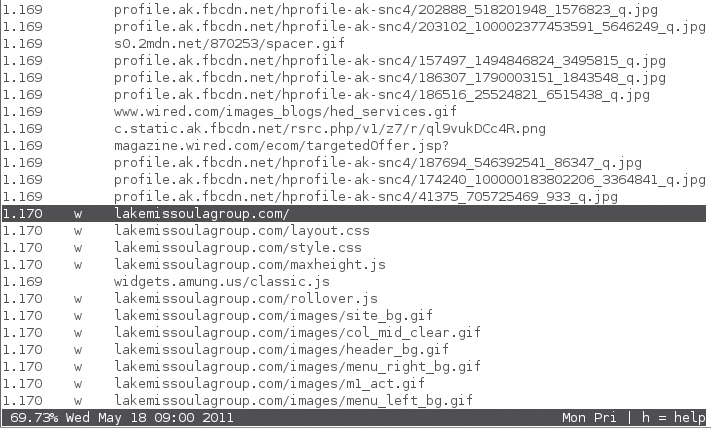 1.169 profile.ak.fbcdn.net/hprofile-ak-snc4/202888_518201948_1576823_q.jpg
1.169 profile.ak.fbcdn.net/hprofile-ak-snc4/203102_100002377453591_5646249_q.jpg
1.169 s0.2mdn.net/870253/spacer.gif
1.169 profile.ak.fbcdn.net/hprofile-ak-snc4/157497_1494846824_3495815_q.jpg
1.169 profile.ak.fbcdn.net/hprofile-ak-snc4/186307_1790003151_1843548_q.jpg
1.169 profile.ak.fbcdn.net/hprofile-ak-snc4/186516_25524821_6515438_q.jpg
1.169 www.wired.com/images_blogs/hed_services.gif
1.169 c.static.ak.fbcdn.net/rsrc.php/v1/z7/r/ql9vukDCc4R.png
1.169 magazine.wired.com/ecom/targetedOffer.jsp?
1.169 profile.ak.fbcdn.net/hprofile-ak-snc4/187694_546392541_86347_q.jpg
1.169 profile.ak.fbcdn.net/hprofile-ak-snc4/174240_100000183802206_3364841_q.jpg
1.169 profile.ak.fbcdn.net/hprofile-ak-snc4/41375_705725469_933_q.jpg
1.170 w lakemissoulagroup.com/
1.170 w lakemissoulagroup.com/layout.css
1.170 w lakemissoulagroup.com/style.css
1.170 w lakemissoulagroup.com/maxheight.js
1.169 widgets.amung.us/classic.js
1.170 w lakemissoulagroup.com/rollover.js
1.170 w lakemissoulagroup.com/images/site_bg.gif
1.170 w lakemissoulagroup.com/images/col_mid_clear.gif
1.170 w lakemissoulagroup.com/images/header_bg.gif
1.170 w lakemissoulagroup.com/images/menu_right_bg.gif
1.170 w lakemissoulagroup.com/images/m1_act.gif
1.170 w lakemissoulagroup.com/images/menu_left_bg.gif
69.73% Wed May 18 09:00 2011 Mon Pri | h = help